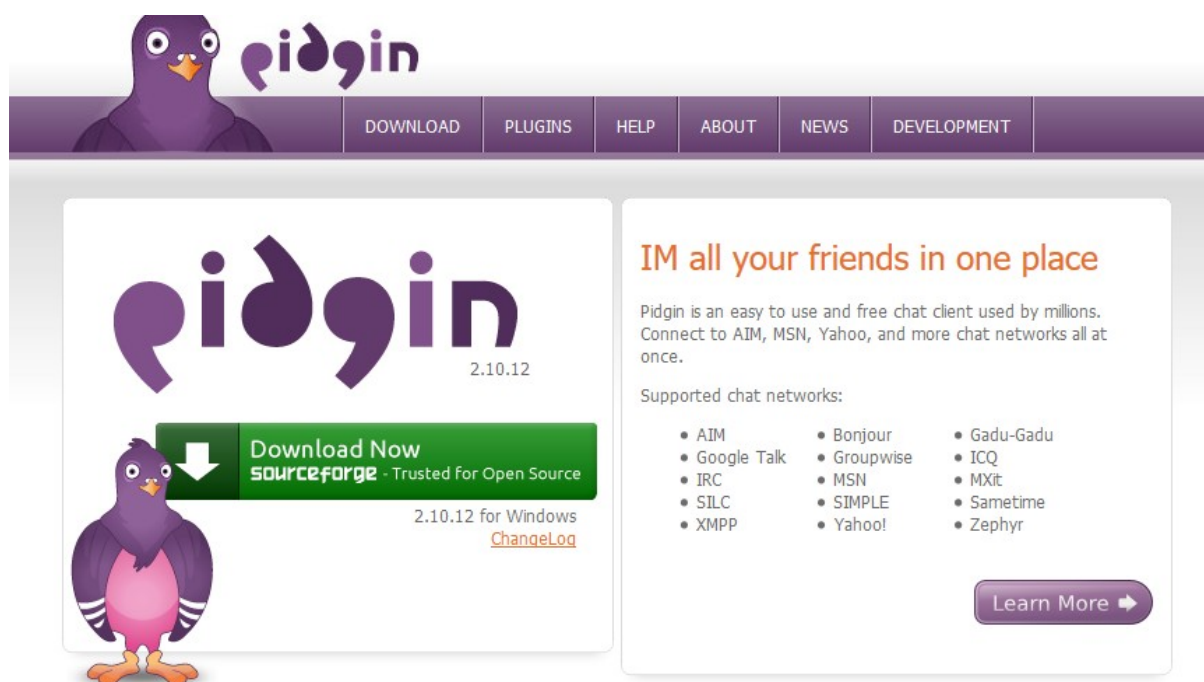 pidgin
DOWNLOAD PLUGINS HELP ABOUT NEWS DEVELOPMENT
pidgin
2.10.12
Download Now
sourceforge - Trusted for Open Source
2.10.12 for Windows
ChangeLog
IM all your friends in one place
Pidgin is an easy to use and free chat client used by millions.
Connect to AIM, MSN, Yahoo, and more chat networks all at
once.
Supported chat networks:
• AIM • Bonjour • Gadu-Gadu
• Google Talk • Groupwise • ICQ
• IRC • MSN • MXit
• SILC • SIMPLE • Sametime
• XMPP • Yahoo! • Zephyr
Learn More